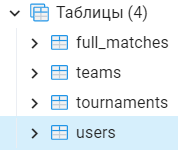 Таблицы (4)
full_matches
teams
tournaments
users